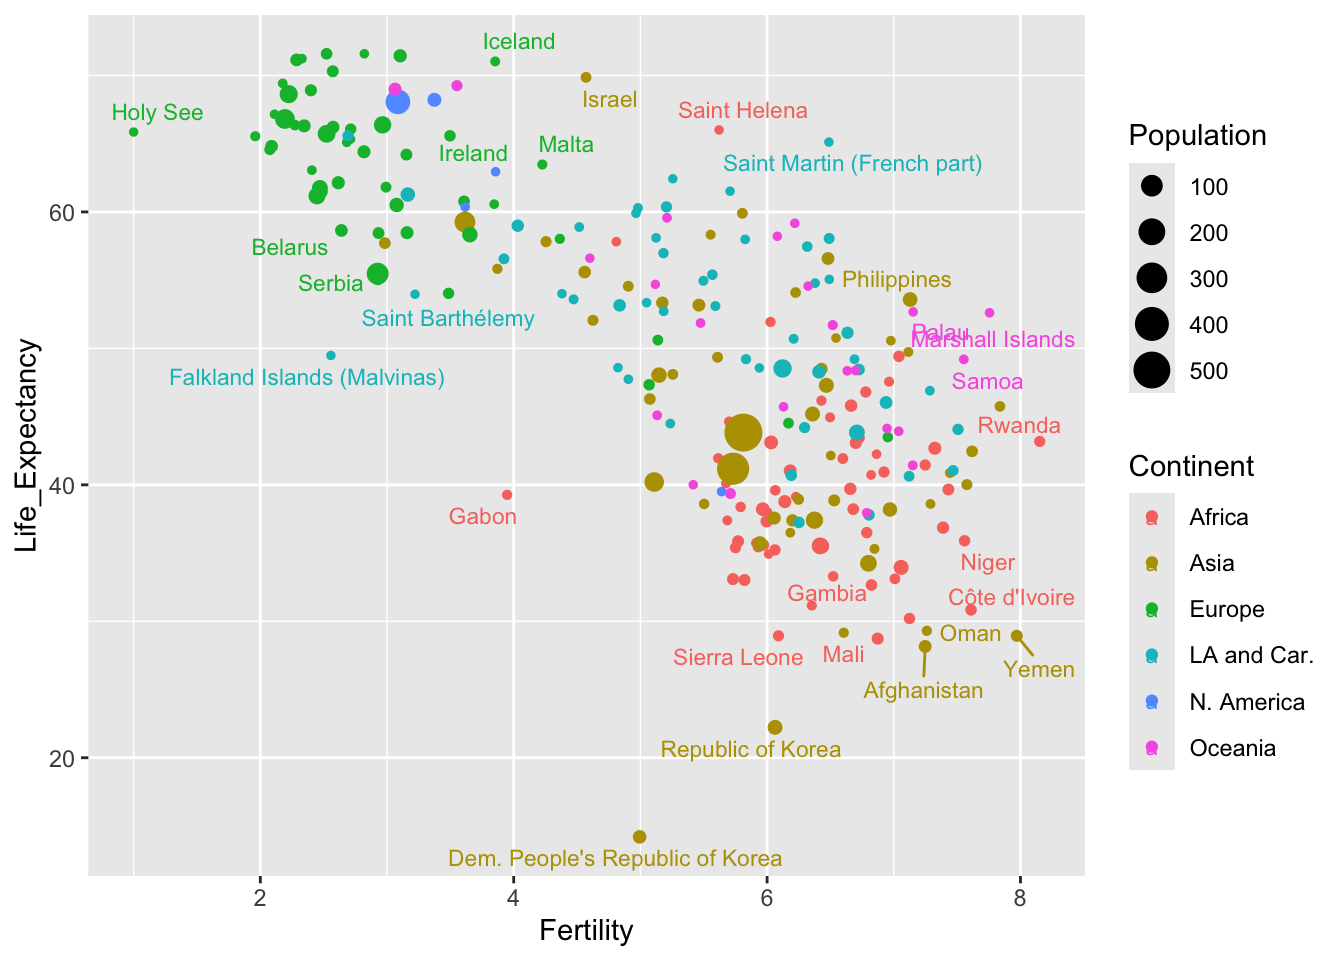 Iceland
Israel
Holy See
Saint Helena
Ireland
Malta
Saint Martin (French part)
Belarus
Serbia
Philippines
Saint Barthélemy
Palau
Marshall Islands
Falkland Islands (Malvinas)
Samoa
Rwanda
Gabon
Niger
Gambia
Côte d'Ivoire
Oman
Sierra Leone
Mali
Yemen
Afghanistan
Republic of Korea
Dem. People's Republic of Korea
60
40
20
Life_Expectancy
2
4
6
8
Fertility
Population
100
200
300
400
500
Continent
a Africa
a Asia
a Europe
a LA and Car.
a N. America
a Oceania